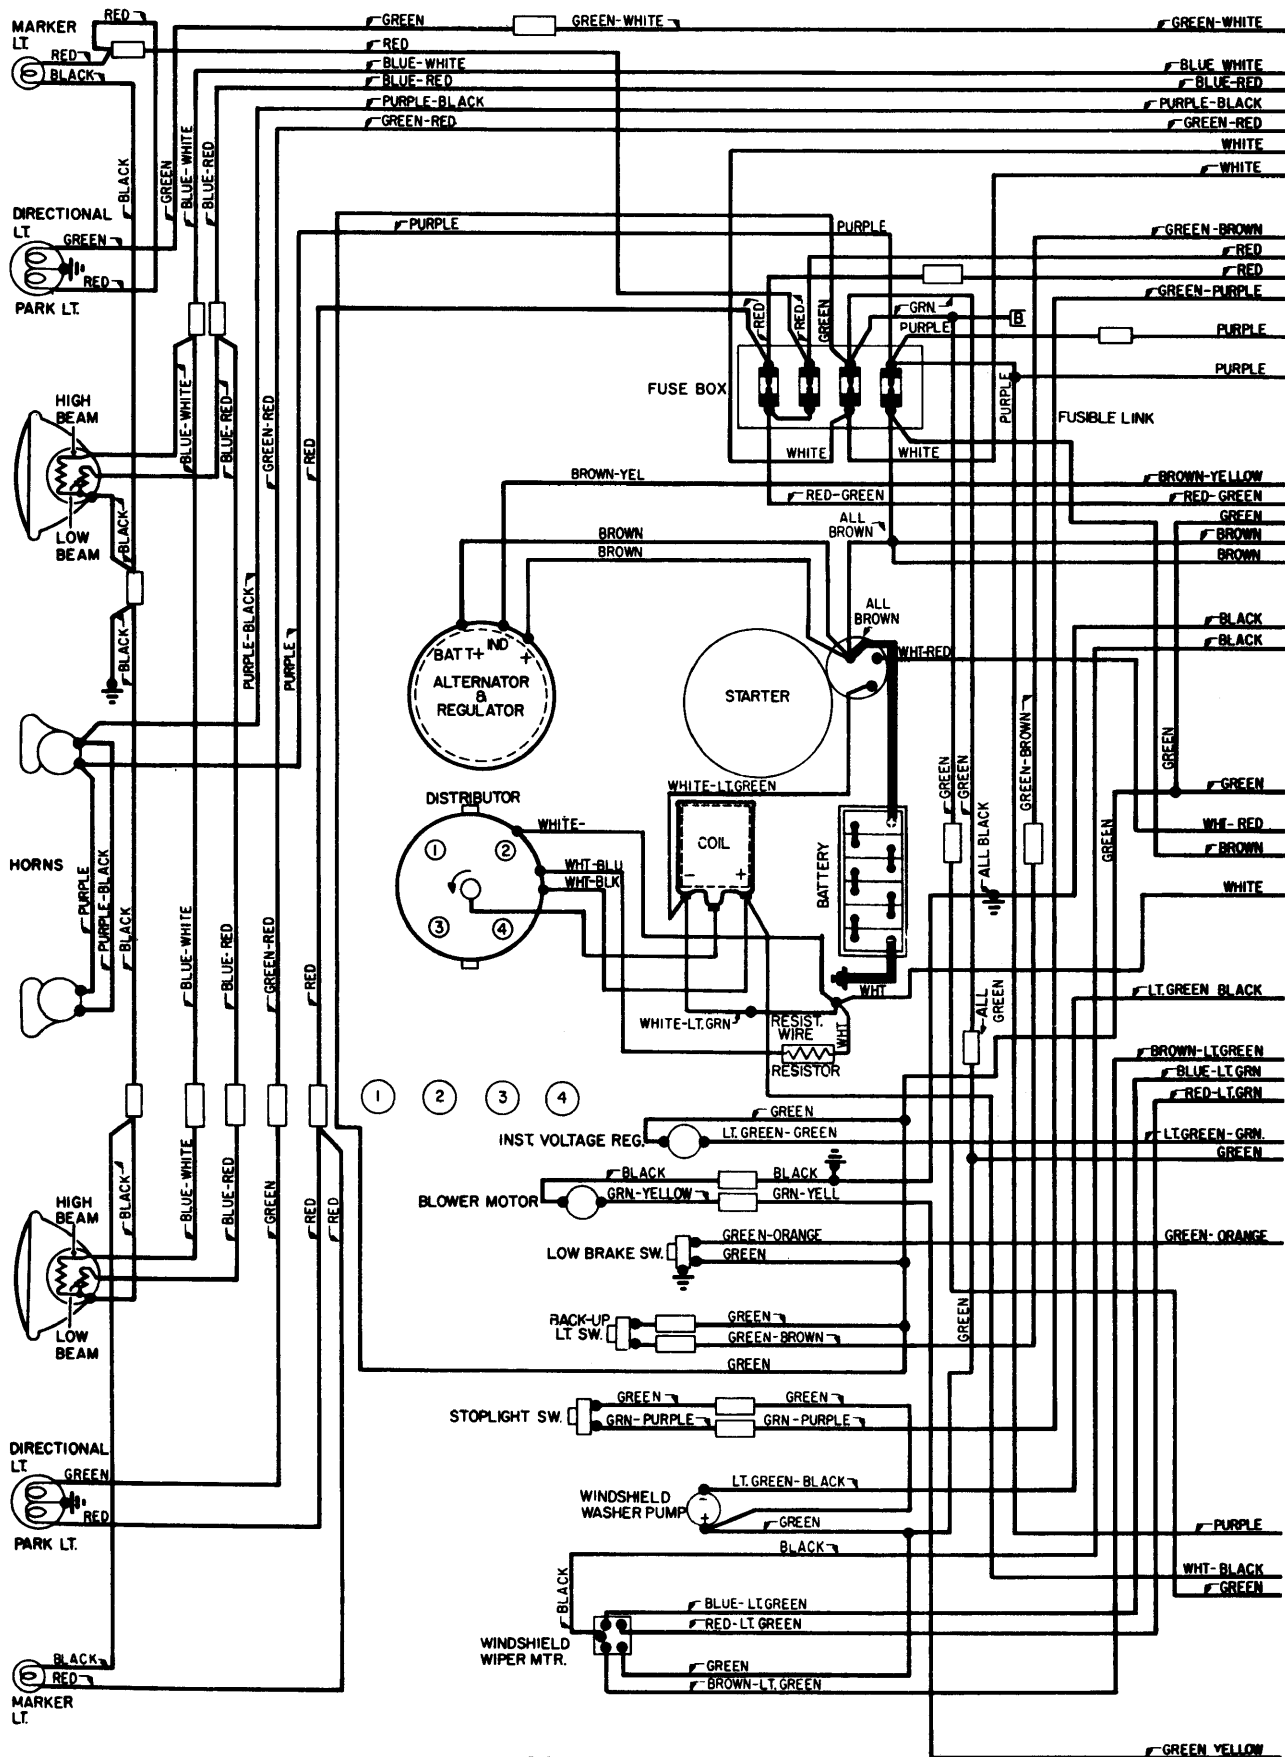 RED
GREEN
GREEN-WHITE
GREEN-WHITE
MARKER
LT.
RED
RED
BLACK
BLUE-WHITE
BLUE WHITE
BLUE-RED
BLUE-RED
PURPLE-BLACK
PURPLE-BLACK
GREEN-RED
GREEN-RED
WHITE
WHITE
BLACK
GREEN
BLUE-WHITE
BLUE-RED
DIRECTIONAL
LT.
GREEN
RED
PARK LT.
PURPLE
PURPLE
GREEN-BROWN
RED
RED
GREEN-PURPLE
RED
RED
GREEN
GRN
B
PURPLE
PURPLE
PURPLE
PURPLE
FUSE BOX
FUSIBLE LINK
WHITE
WHITE
HIGH
BEAM
BLUE-WHITE
BLUE-RED
GREEN-RED
RED
LOW
BEAM
BLACK
BROWN-YEL
BROWN-YELLOW
RED-GREEN
RED-GREEN
GREEN
ALL
BROWN
BROWN
BROWN
BROWN
BROWN
ALL
BROWN
BLACK
BLACK
WHT-RED
BATT+
IND
+
ALTERNATOR
&
REGULATOR
STARTER
BLACK
PURPLE-BLACK
PURPLE
GREEN-BROWN
GREEN
GREEN
GREEN
GREEN
WHITE-LT.GREEN
DISTRIBUTOR
WHITE-
COIL
-
+
WHT-BLU
WHT-BLK
1
2
3
4
BATTERY
ALL BLACK
GREEN
WHT-RED
BROWN
WHITE
HORNS
PURPLE
PURPLE-BLACK
BLACK
BLUE-WHITE
BLUE-RED
GREEN-RED
RED
WHT
WHITE-LT.GRN
RESIST.
WIRE
WHT
RESISTOR
ALL
GREEN
LT.GREEN BLACK
BROWN-LT.GREEN
BLUE-LT.GRN
RED-LT.GRN
1
2
3
4
GREEN
INST. VOLTAGE REG.
LT.GREEN-GREEN
LT.GREEN-GRN.
GREEN
BLACK
BLACK
BLOWER MOTOR
GRN-YELLOW
GRN-YELL
HIGH
BEAM
BLACK
BLUE-WHITE
BLUE-RED
GREEN
RED
RED
LOW
BEAM
LOW BRAKE SW.
GREEN-ORANGE
GREEN
GREEN-ORANGE
BACK-UP
LT. SW.
GREEN
GREEN-BROWN
GREEN
GREEN
STOPLIGHT SW.
GREEN
GREEN
GRN-PURPLE
GRN-PURPLE
DIRECTIONAL
LT.
GREEN
RED
PARK LT.
LT. GREEN-BLACK
WINDSHIELD
WASHER PUMP
-
+
GREEN
PURPLE
BLACK
BLACK
WHT-BLACK
GREEN
BLUE-LT.GREEN
RED-LT.GREEN
WINDSHIELD
WIPER MTR.
GREEN
BROWN-LT.GREEN
BLACK
RED
MARKER
LT.
GREEN YELLOW